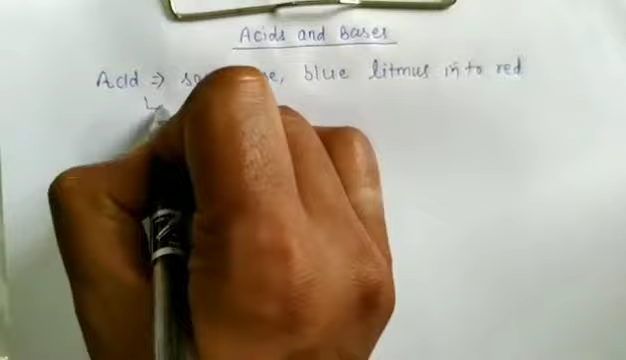 Acids and Bases
Acid => blue litmus into red